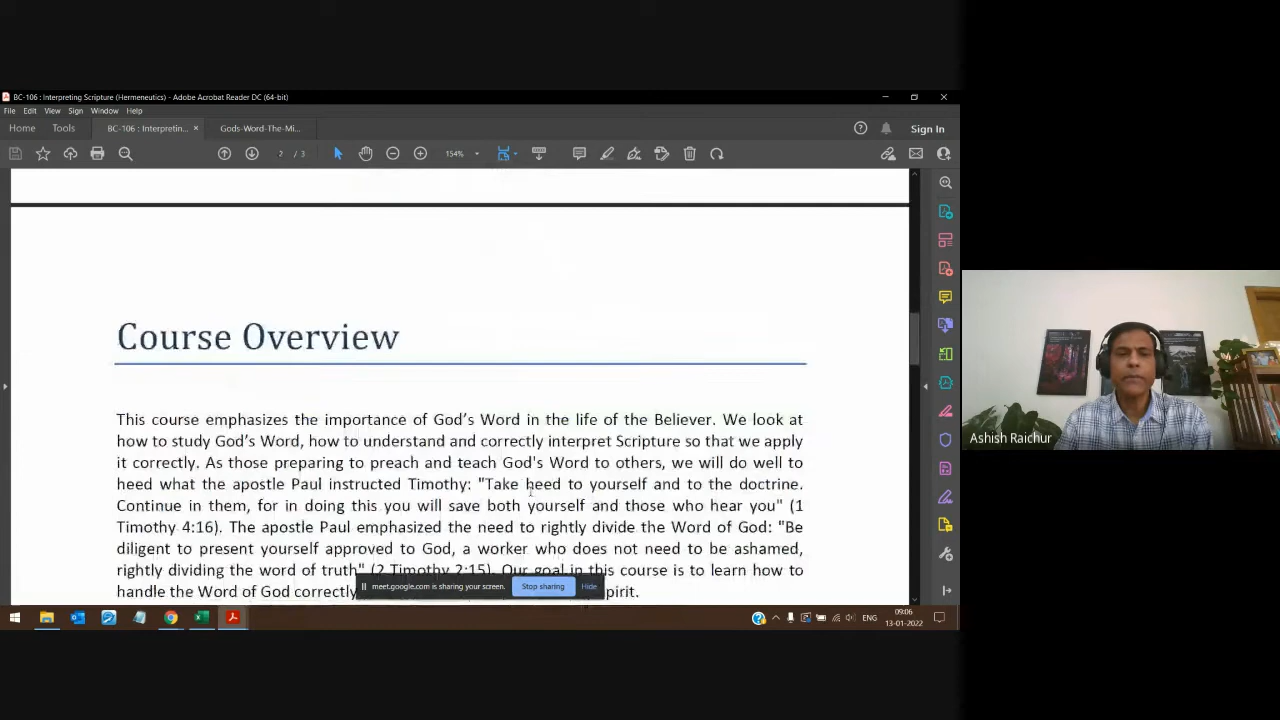 BC-106 : Interpreting Scripture (Hermeneutics) - Adobe Acrobat Reader DC (64-bit)
File Edit View Sign Window Help
Home Tools BC-106 : Interpretin... × Gods-Word-The-Mi... Sign In
2 / 3 154%
Course Overview
This course emphasizes the importance of God's Word in the life of the Believer. We look at
how to study God's Word, how to understand and correctly interpret Scripture so that we apply
it correctly. As those preparing to preach and teach God's Word to others, we will do well to
heed what the apostle Paul instructed Timothy: "Take heed to yourself and to the doctrine.
Continue in them, for in doing this you will save both yourself and those who hear you" (1
Timothy 4:16). The apostle Paul emphasized the need to rightly divide the Word of God: "Be
diligent to present yourself approved to God, a worker who does not need to be ashamed,
rightly dividing the word of truth" (2 Timothy 2:15). Our goal in this course is to learn how to
handle the Word of God correctly
meet.google.com is sharing your screen. Stop sharing Hide
Ashish Raichur
ENG 09:06
13-01-2022